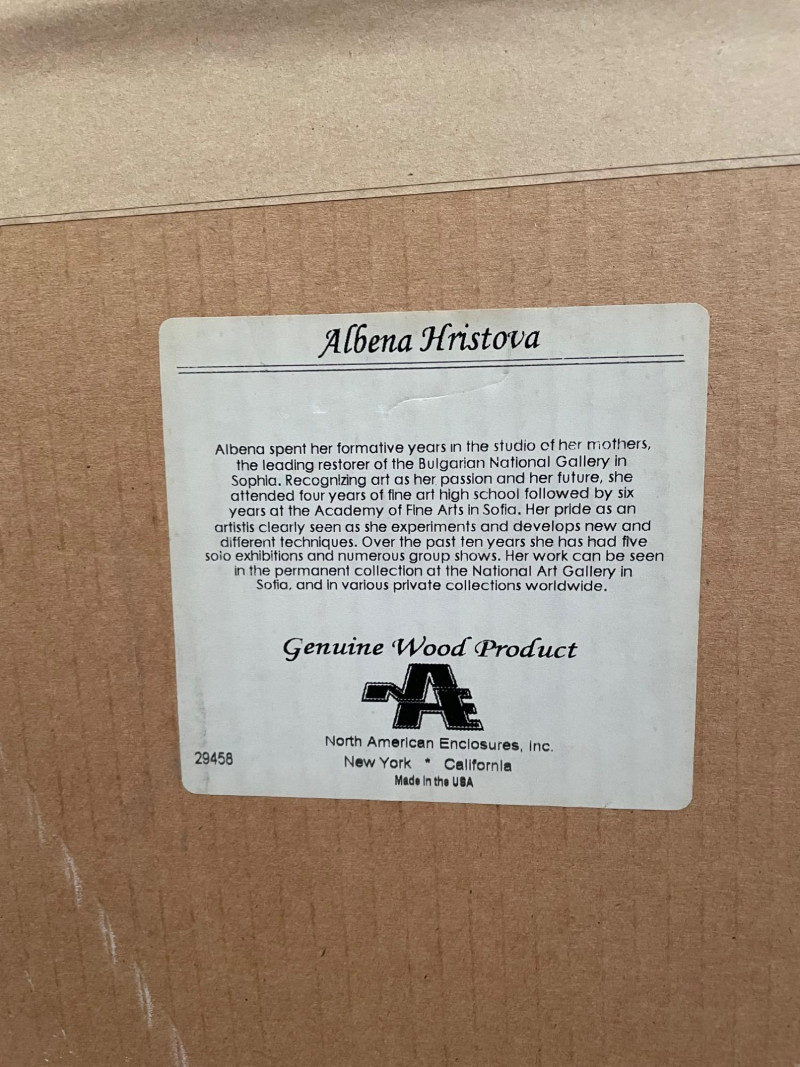 Albena Hristova
Albena spent her formative years in the studio of her mothers,
the leading restorer of the Bulgarian National Gallery in
Sophia. Recognizing art as her passion and her future, she
attended four years of fine art high school followed by six
years at the Academy of Fine Arts in Sofia. Her pride as an
artistis clearly seen as she experiments and develops new and
different techniques. Over the past ten years she has had five
solo exhibitions and numerous group shows. Her work can be seen
in the permanent collection at the National Art Gallery in
Sofia, and in various private collections worldwide.
Genuine Wood Product
NAE
North American Enclosures, Inc.
29458
New York * California
Made in the USA